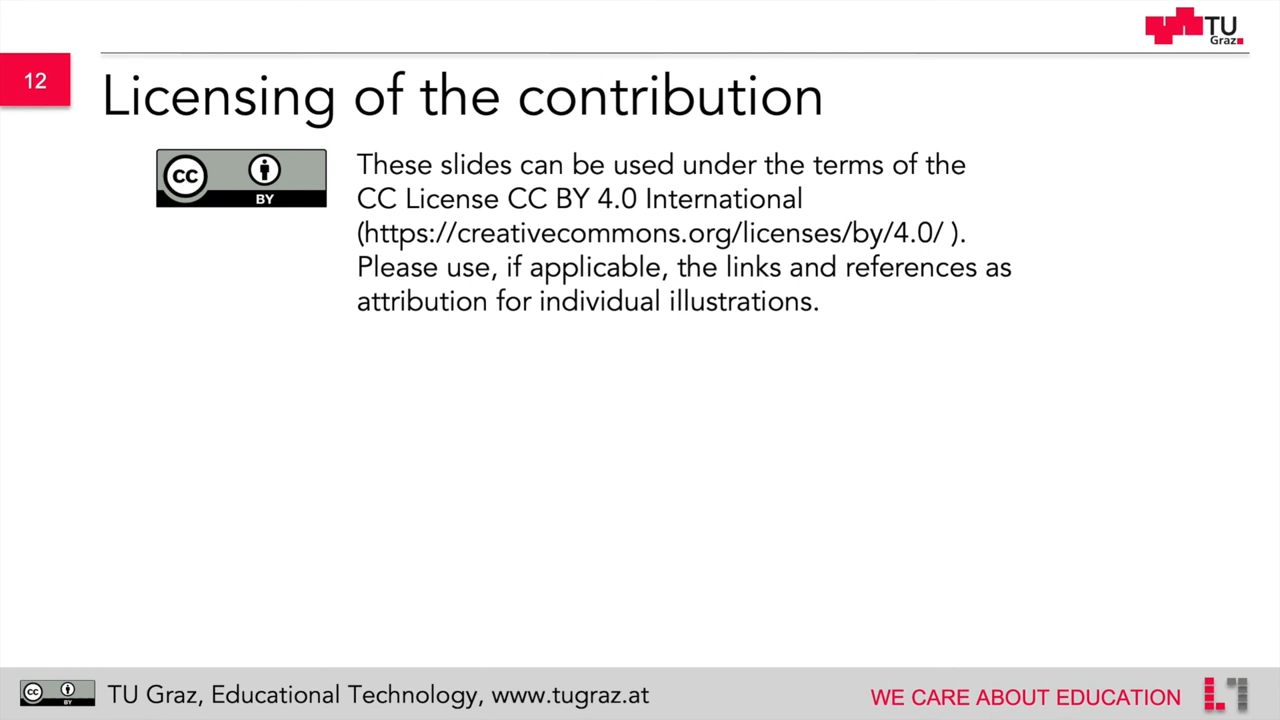 TU
Graz
12
Licensing of the contribution
cc
BY
These slides can be used under the terms of the
CC License CC BY 4.0 International
(https://creativecommons.org/licenses/by/4.0/ ).
Please use, if applicable, the links and references as
attribution for individual illustrations.
cc
BY
TU Graz, Educational Technology, www.tugraz.at
WE CARE ABOUT EDUCATION